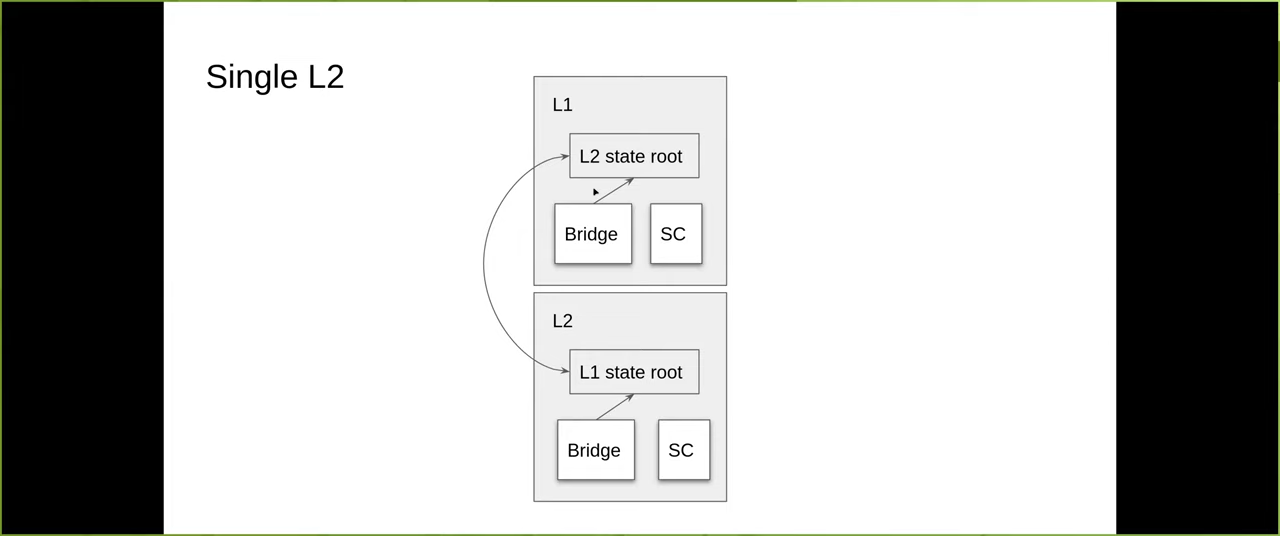 Single L2
L1
L2 state root
Bridge
SC
L2
L1 state root
Bridge
SC